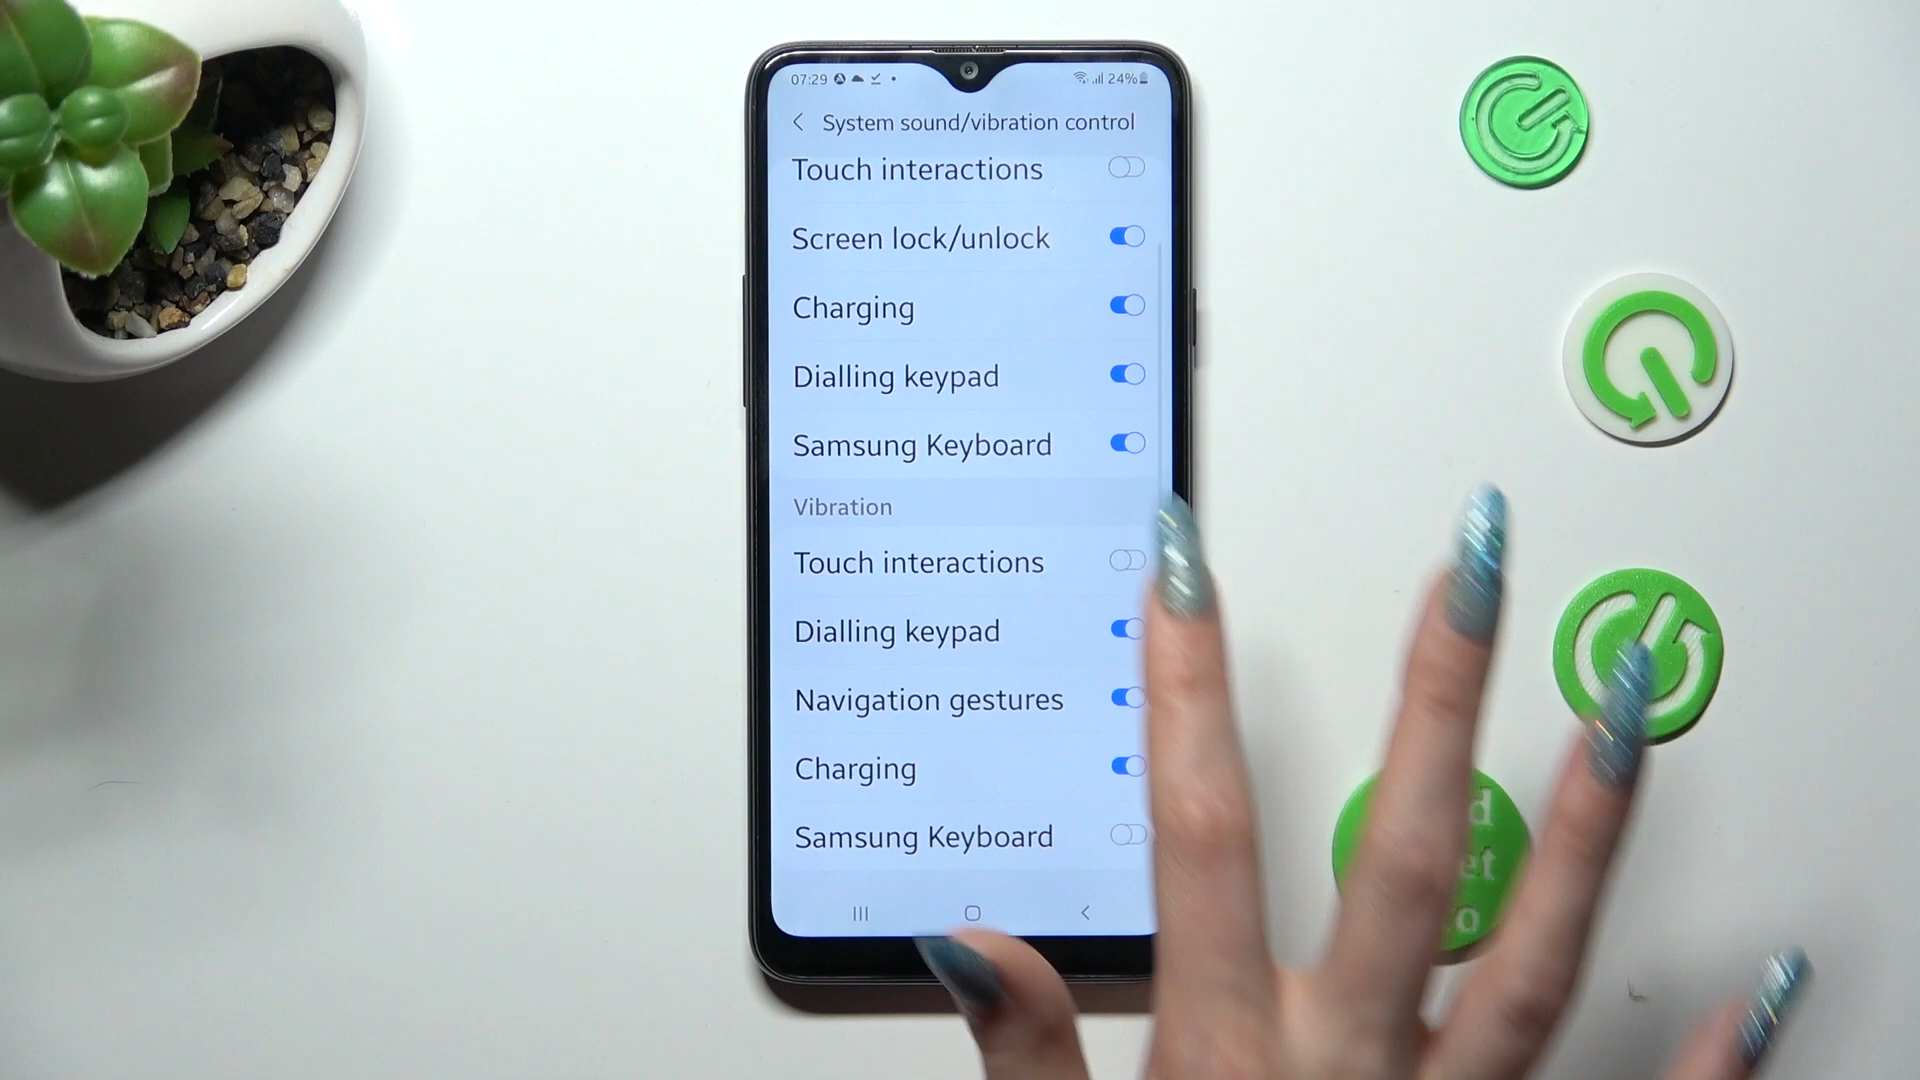 07:29
24%
System sound/vibration control
Touch interactions
Screen lock/unlock
Charging
Dialling keypad
Samsung Keyboard
Vibration
Touch interactions
Dialling keypad
Navigation gestures
Charging
Samsung Keyboard